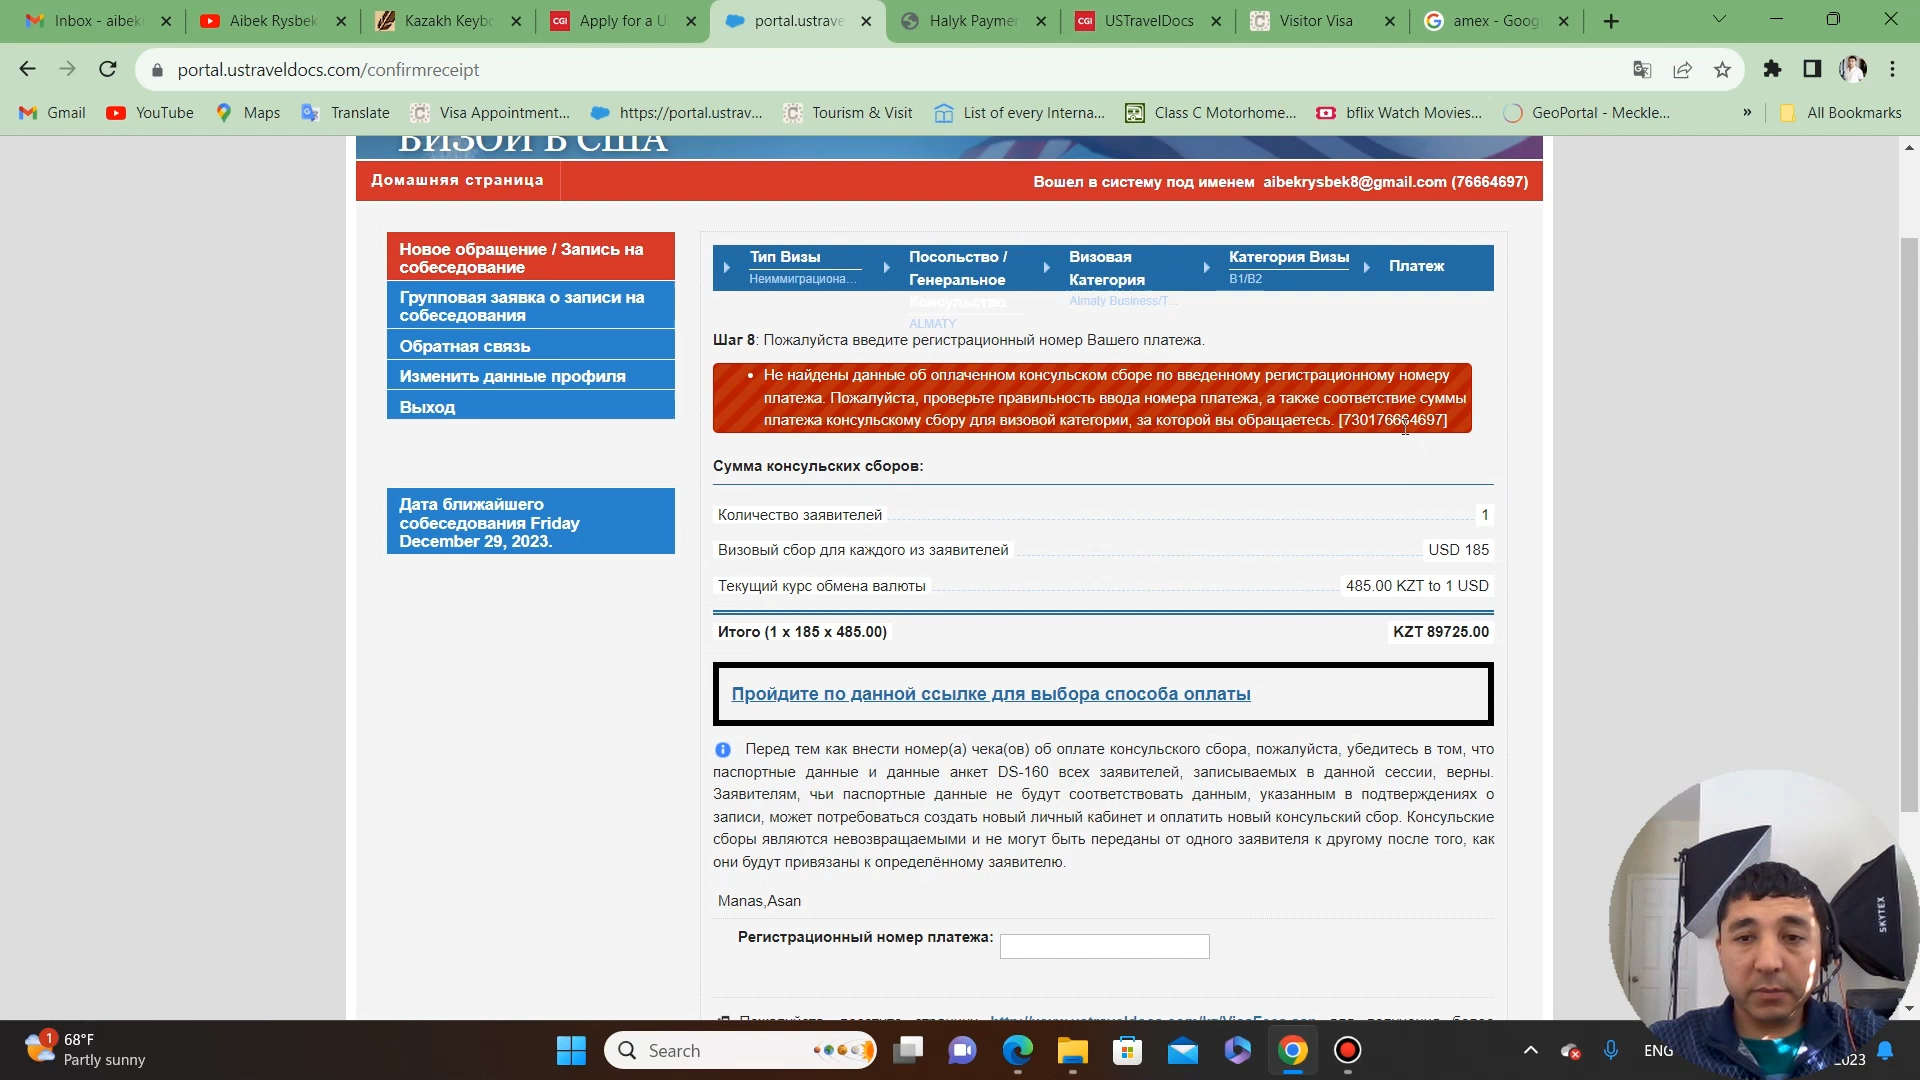 Inbox - aibek
Aibek Rysbek
Kazakh Keybo
CGI
Apply for a U
portal.ustrave
Halyk Paymen
CGI
USTravelDocs
Visitor Visa
amex - Goog
portal.ustraveldocs.com/confirmreceipt
Gmail
YouTube
Maps
Translate
Visa Appointment...
https://portal.ustrav...
Tourism & Visit
List of every Interna...
Class C Motorhome...
bflix Watch Movies...
GeoPortal - Meckle...
»
All Bookmarks
ВИЗОЙ В США
Домашняя страница
Вошел в систему под именем aibekrysbek8@gmail.com (76664697)
Новое обращение / Запись на
собеседование
Групповая заявка о записи на
собеседования
Обратная связь
Изменить данные профиля
Выход
Дата ближайшего
собеседования Friday
December 29, 2023.
Тип Визы
Неиммиграциона...
Посольство /
Генеральное
Консульство
ALMATY
Визовая
Категория
Almaty Business/T...
Категория Визы
B1/B2
Платеж
Шаг 8: Пожалуйста введите регистрационный номер Вашего платежа.
• Не найдены данные об оплаченном консульском сборе по введенному регистрационному номеру
платежа. Пожалуйста, проверьте правильность ввода номера платежа, а также соответствие суммы
платежа консульскому сбору для визовой категории, за которой вы обращаетесь. [730176664697]
Сумма консульских сборов:
Количество заявителей 1
Визовый сбор для каждого из заявителей USD 185
Текущий курс обмена валюты 485.00 KZT to 1 USD
Итого (1 x 185 x 485.00) KZT 89725.00
Пройдите по данной ссылке для выбора способа оплаты
Перед тем как внести номер(а) чека(ов) об оплате консульского сбора, пожалуйста, убедитесь в том, что
паспортные данные и данные анкет DS-160 всех заявителей, записываемых в данной сессии, верны.
Заявителям, чьи паспортные данные не будут соответствовать данным, указанным в подтверждениях о
записи, может потребоваться создать новый личный кабинет и оплатить новый консульский сбор. Консульские
сборы являются невозвращаемыми и не могут быть переданы от одного заявителя к другому после того, как
они будут привязаны к определённому заявителю.
Manas,Asan
Регистрационный номер платежа:
SKYTEX
1
68°F
Partly sunny
Search
ENG
2023